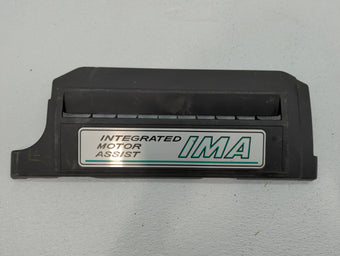 INTEGRATED
MOTOR
ASSIST
IMA